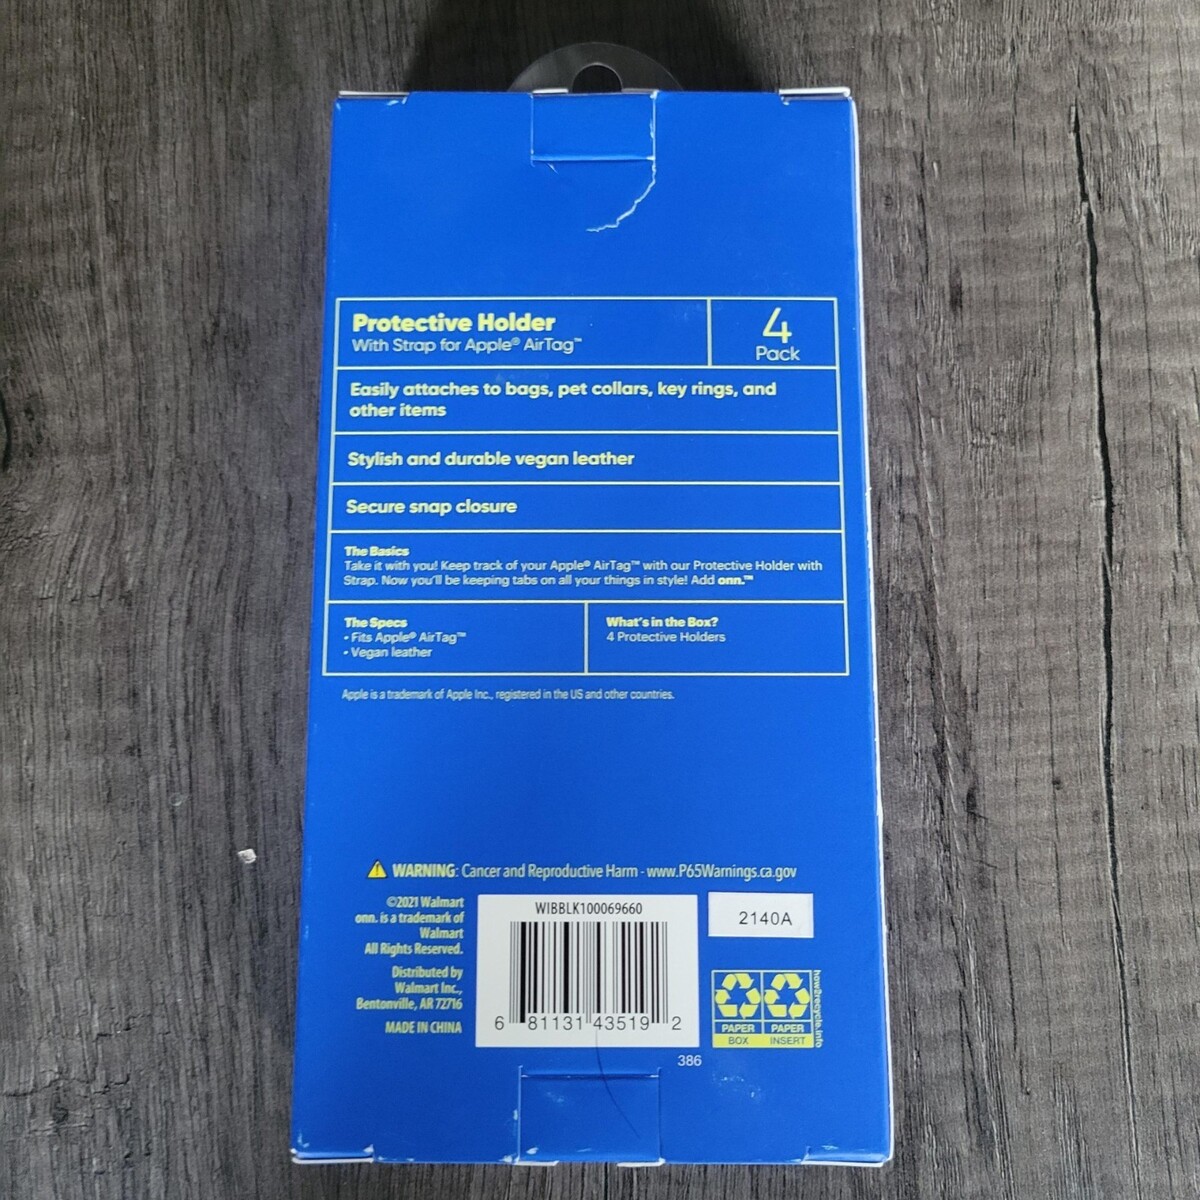 Protective Holder
With Strap for Apple® AirTag™
4
Pack
Easily attaches to bags, pet collars, key rings, and
other items
Stylish and durable vegan leather
Secure snap closure
The Basics
Take it with you! Keep track of your Apple® AirTag™ with our Protective Holder with
Strap. Now you'll be keeping tabs on all your things in style! Add onn.™
The Specs
• Fits Apple® AirTag™
• Vegan leather
What's in the Box?
4 Protective Holders
Apple is a trademark of Apple Inc., registered in the US and other countries.
WARNING: Cancer and Reproductive Harm - www.P65Warnings.ca.gov
©2021 Walmart
onn. is a trademark of
Walmart
All Rights Reserved.
Distributed by
Walmart Inc.,
Bentonville, AR 72716
MADE IN CHINA
WIBBLK100069660
6 81131 43519 2
386
2140A
PAPER
BOX
PAPER
INSERT
how2recycle.info